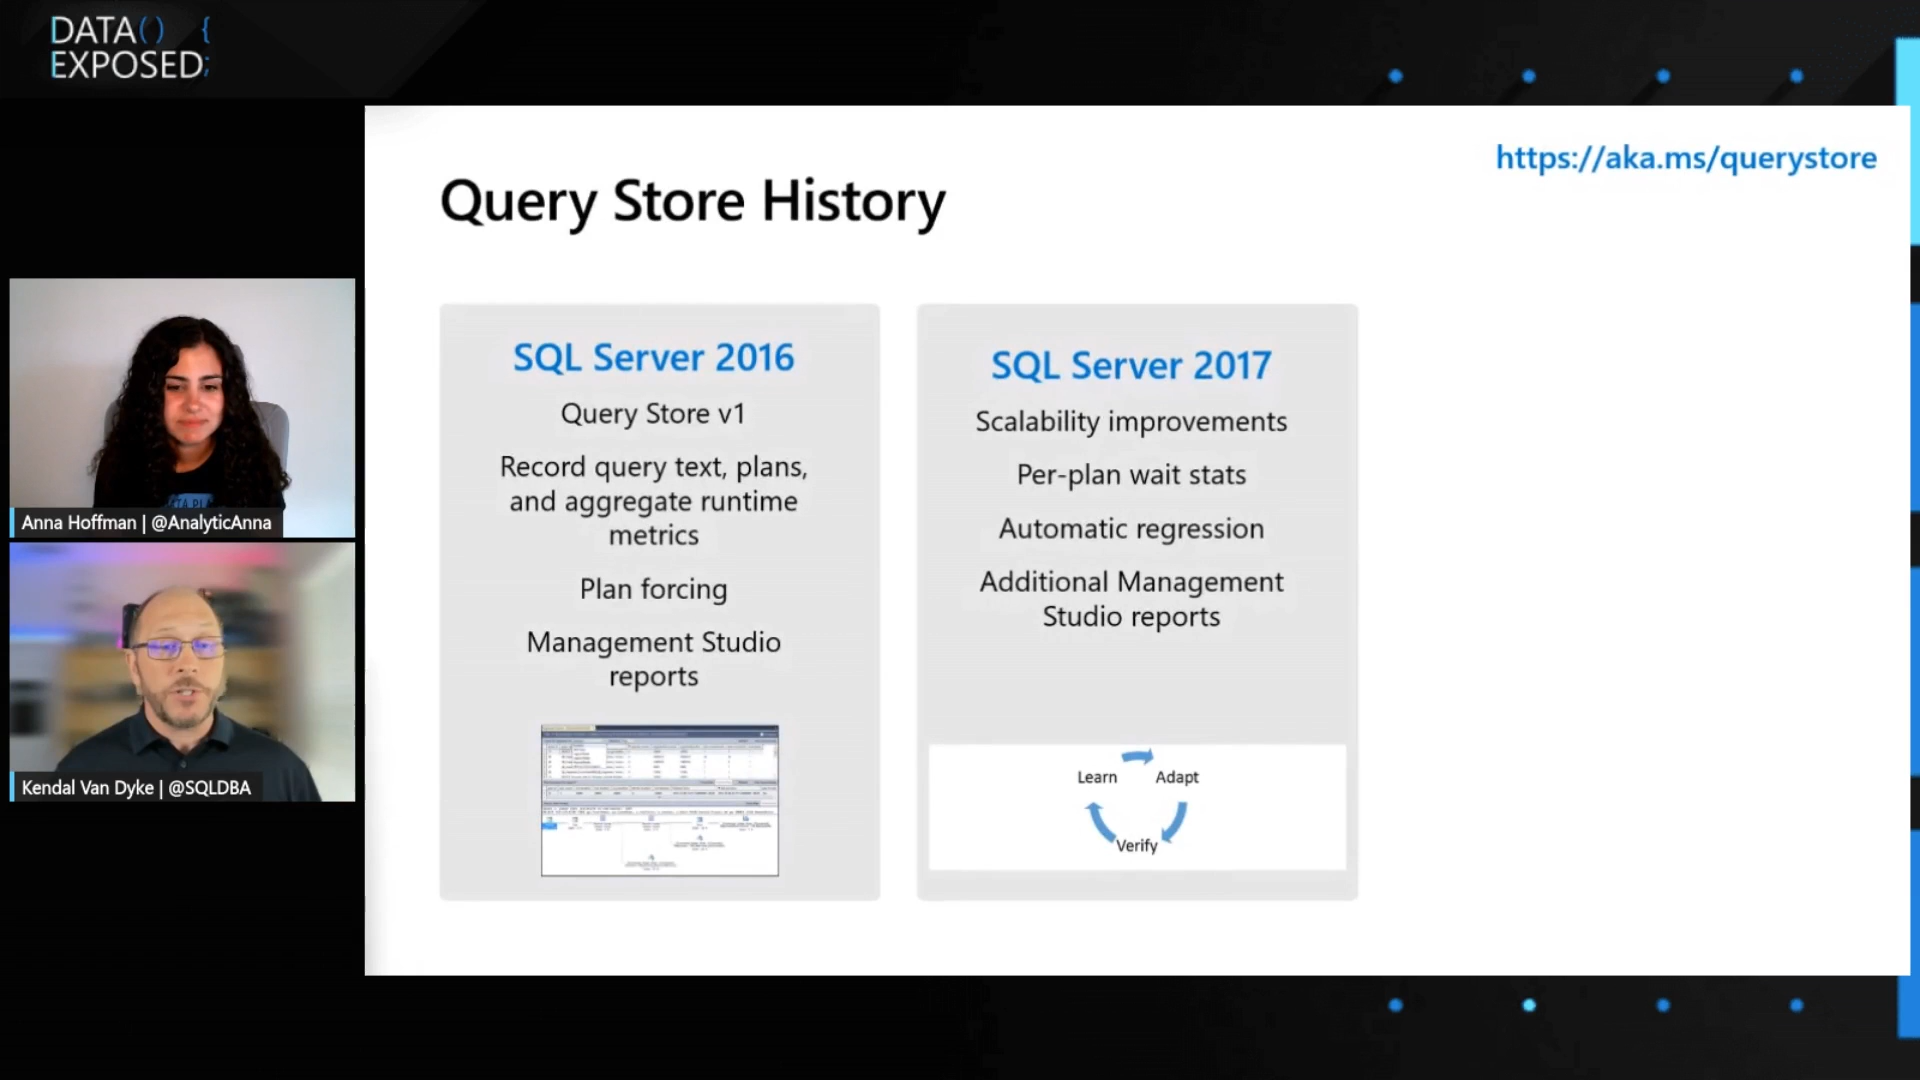 DATA() {
EXPOSED;
https://aka.ms/querystore
Query Store History
SQL Server 2016
Query Store v1
Record query text, plans,
and aggregate runtime
metrics
Plan forcing
Management Studio
reports
SQL Server 2017
Scalability improvements
Per-plan wait stats
Automatic regression
Additional Management
Studio reports
Learn
Adapt
Verify
Anna Hoffman | @AnalyticAnna
Kendal Van Dyke | @SQLDBA